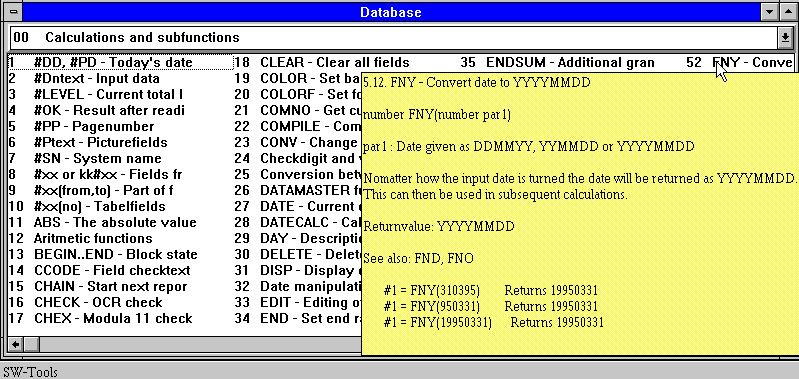 Database
00 Calculations and subfunctions
1 #DD, #PD - Today's date 18 CLEAR - Clear all fields 35 ENDSUM - Additional gran 52 FNY - Conve
2 #Dntext - Input data 19 COLOR - Set ba
3 #LEVEL - Current total l 20 COLORF - Set fo
4 #OK - Result after readi 21 COMNO - Get cu
5 #PP - Pagenumber 22 COMPILE - Com
6 #Ptext - Picturefields 23 CONV - Change
7 #SN - System name 24 Checkdigit and v
8 #xx or kk#xx - Fields fr 25 Conversion betw
9 #xx(from,to) - Part of f 26 DATAMASTER fu
10 #xx(no) - Tabelfields 27 DATE - Current d
11 ABS - The absolute value 28 DATECALC - Cal
12 Aritmetic functions 29 DAY - Descriptio
13 BEGIN..END - Block state 30 DELETE - Delet
14 CCODE - Field checktext 31 DISP - Display d
15 CHAIN - Start next repor 32 Date manipulati
16 CHECK - OCR check 33 EDIT - Editing of
17 CHEX - Modula 11 check 34 END - Set end ra
5.12. FNY - Convert date to YYYYMMDD
number FNY(number par1)
par1 : Date given as DDMMYY, YYMMDD or YYYYMMDD
Nomatter how the input date is turned the date will be returned as YYYYMMDD.
This can then be used in subsequent calculations.
Returnvalue: YYYYMMDD
See also: FND, FNO
#1 = FNY(310395) Returns 19950331
#1 = FNY(950331) Returns 19950331
#1 = FNY(19950331) Returns 19950331
SW-Tools